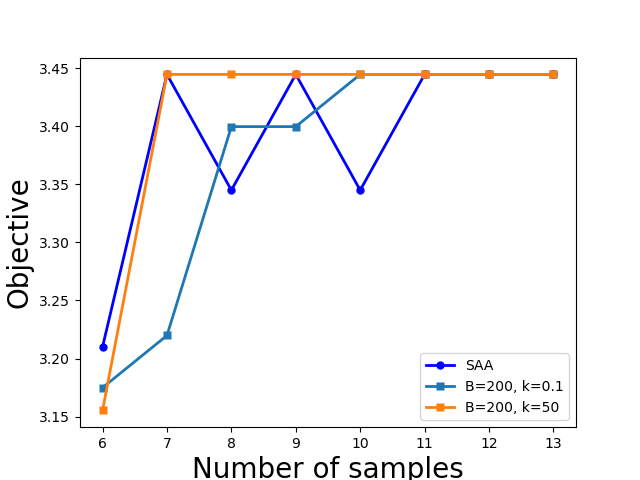 3.45
3.40
3.35
3.30
3.25
3.20
3.15
Objective
6 7 8 9 10 11 12 13
Number of samples
SAA
B=200, k=0.1
B=200, k=50